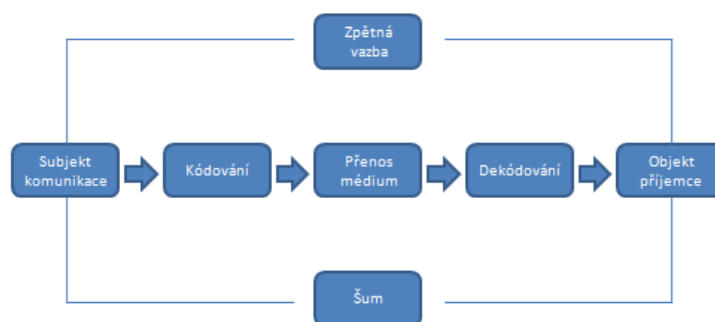 Zpětná
vazba
Subjekt
komunikace
Kódování
Přenos
médium
Dekódování
Objekt
příjemce
Šum